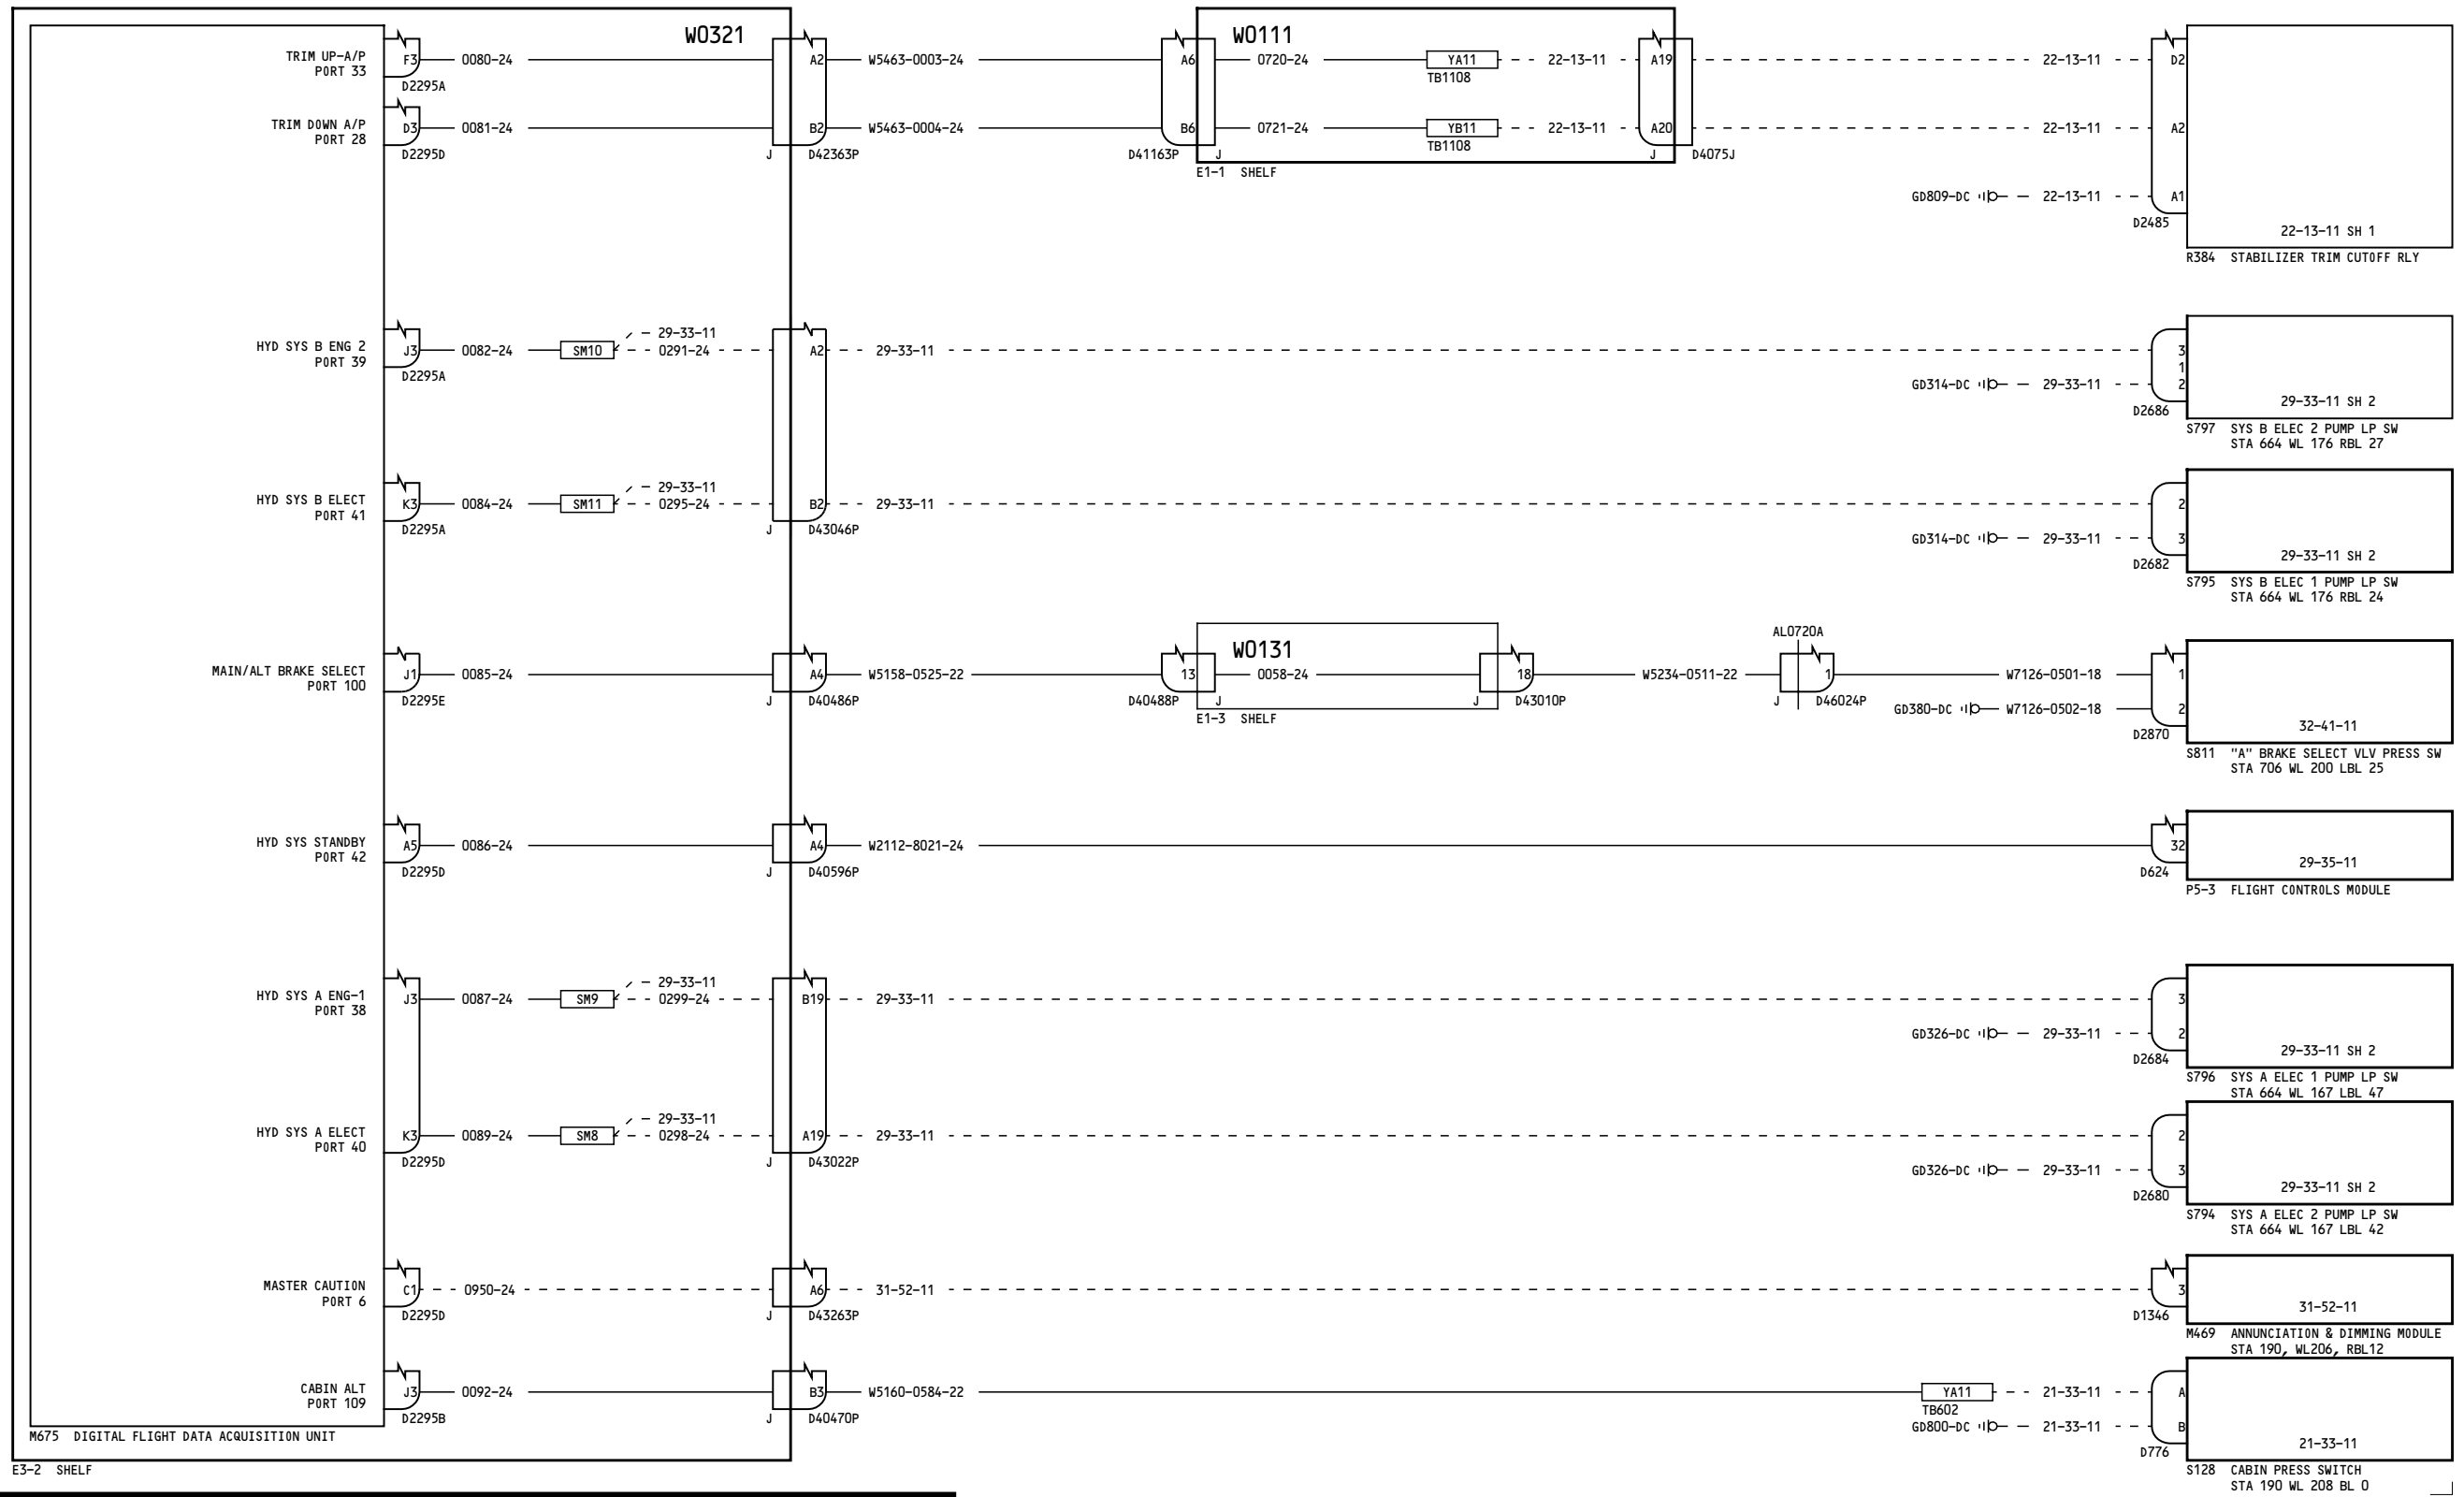 W0321
W0111
TRIM UP-A/P F3 0080-24 A2 W5463-0003-24 A6 0720-24 YA11 22-13-11 A19 22-13-11 D2
PORT 33
TB1108
D2295A
TRIM DOWN A/P D3 0081-24 B2 W5463-0004-24 B6 0721-24 YB11 22-13-11 A20 22-13-11 A2
PORT 28
TB1108
D2295D J D42363P D41163P J J D4075J
E1-1 SHELF
GD809-DC 22-13-11 A1
D2485
22-13-11 SH 1
R384 STABILIZER TRIM CUTOFF RLY
29-33-11
HYD SYS B ENG 2 J3 0082-24 SM10 0291-24 A2 29-33-11 3
PORT 39
1
D2295A
GD314-DC 29-33-11 2
D2686
29-33-11 SH 2
S797 SYS B ELEC 2 PUMP LP SW
STA 664 WL 176 RBL 27
29-33-11
HYD SYS B ELECT K3 0084-24 SM11 0295-24 B2 29-33-11 2
PORT 41
D2295A J D43046P
GD314-DC 29-33-11 3
D2682
29-33-11 SH 2
S795 SYS B ELEC 1 PUMP LP SW
STA 664 WL 176 RBL 24
AL0720A
W0131
MAIN/ALT BRAKE SELECT J1 0085-24 A4 W5158-0525-22 13 0058-24 18 W5234-0511-22 1 W7126-0501-18 1
PORT 100
D2295E J D40486P D40488P J J D43010P J D46024P
E1-3 SHELF
GD380-DC W7126-0502-18 2
D2870
32-41-11
S811 "A" BRAKE SELECT VLV PRESS SW
STA 706 WL 200 LBL 25
HYD SYS STANDBY A5 0086-24 A4 W2112-8021-24 32
PORT 42
D2295D J D40596P D624
29-35-11
P5-3 FLIGHT CONTROLS MODULE
29-33-11
HYD SYS A ENG-1 J3 0087-24 SM9 0299-24 B19 29-33-11 3
PORT 38
GD326-DC 29-33-11 2
D2684
29-33-11 SH 2
S796 SYS A ELEC 1 PUMP LP SW
STA 664 WL 167 LBL 47
29-33-11
HYD SYS A ELECT K3 0089-24 SM8 0298-24 A19 29-33-11 2
PORT 40
D2295D J D43022P
GD326-DC 29-33-11 3
D2680
29-33-11 SH 2
S794 SYS A ELEC 2 PUMP LP SW
STA 664 WL 167 LBL 42
MASTER CAUTION C1 0950-24 A6 31-52-11 3
PORT 6
D2295D J D43263P D1346
31-52-11
M469 ANNUNCIATION & DIMMING MODULE
STA 190, WL206, RBL12
CABIN ALT J3 0092-24 B3 W5160-0584-22 YA11 21-33-11 A
PORT 109
TB602
D2295B J D40470P
GD800-DC 21-33-11 B
D776
21-33-11
M675 DIGITAL FLIGHT DATA ACQUISITION UNIT
E3-2 SHELF
S128 CABIN PRESS SWITCH
STA 190 WL 208 BL 0